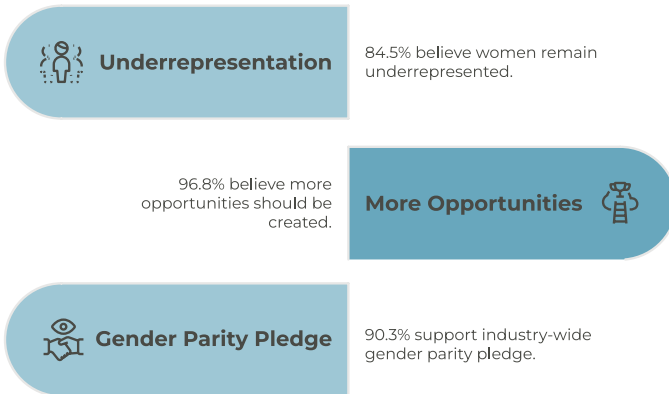 Underrepresentation
84.5% believe women remain
underrepresented.
96.8% believe more
opportunities should be
created.
More Opportunities
Gender Parity Pledge
90.3% support industry-wide
gender parity pledge.